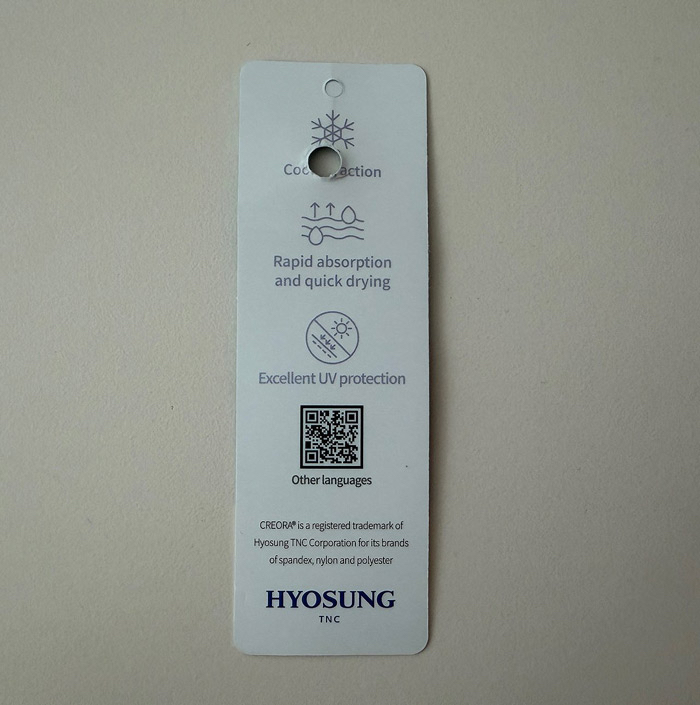 Rapid absorption
and quick drying
Excellent UV protection
Other languages
CREORA® is a registered trademark of
Hyosung TNC Corporation for its brands
of spandex, nylon and polyester
HYOSUNG
TNC